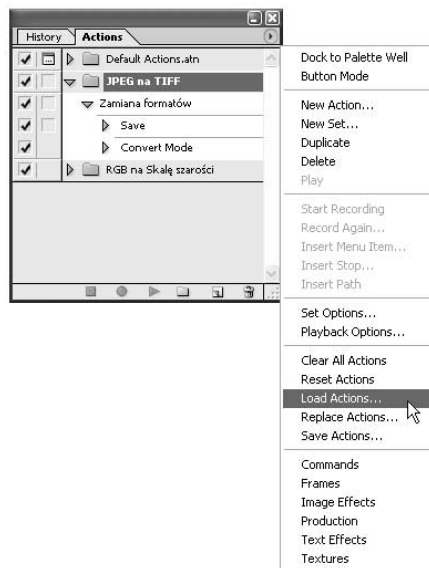 History
Actions
Default Actions.atn
JPEG na TIFF
Zamiana formatów
Save
Convert Mode
RGB na Skalę szarości
Dock to Palette Well
Button Mode
New Action...
New Set...
Duplicate
Delete
Play
Start Recording
Record Again...
Insert Menu Item...
Insert Stop...
Insert Path
Set Options...
Playback Options...
Clear All Actions
Reset Actions
Load Actions...
Replace Actions...
Save Actions...
Commands
Frames
Image Effects
Production
Text Effects
Textures